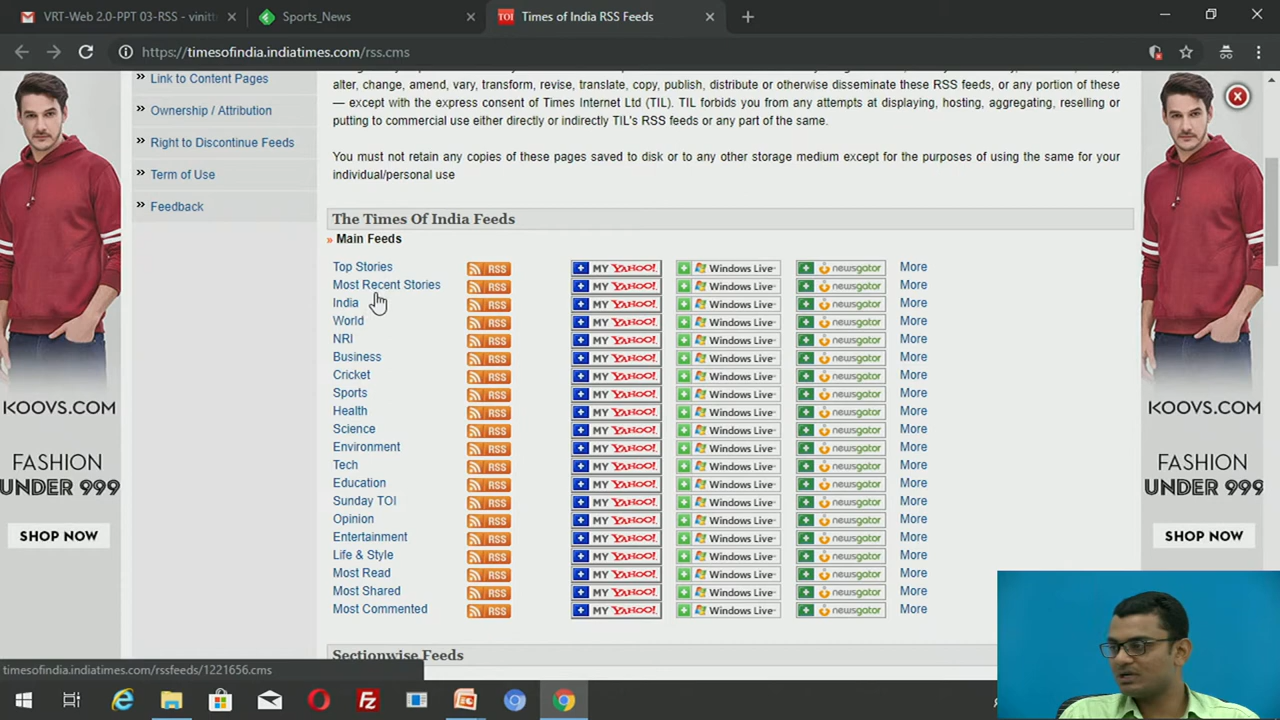 VRT-Web 2.0-PPT 03-RSS - vinitt
Sports_News
TOI Times of India RSS Feeds
https://timesofindia.indiatimes.com/rss.cms
Link to Content Pages
Ownership / Attribution
Right to Discontinue Feeds
Term of Use
Feedback
alter, change, amend, vary, transform, revise, translate, copy, publish, distribute or otherwise disseminate these RSS feeds, or any portion of these
— except with the express consent of Times Internet Ltd (TIL). TIL forbids you from any attempts at displaying, hosting, aggregating, reselling or
putting to commercial use either directly or indirectly TIL's RSS feeds or any part of the same.
You must not retain any copies of these pages saved to disk or to any other storage medium except for the purposes of using the same for your
individual/personal use
The Times Of India Feeds
» Main Feeds
Top Stories RSS MY YAHOO! Windows Live newsgator More
Most Recent Stories RSS MY YAHOO! Windows Live newsgator More
India RSS MY YAHOO! Windows Live newsgator More
World RSS MY YAHOO! Windows Live newsgator More
NRI RSS MY YAHOO! Windows Live newsgator More
Business RSS MY YAHOO! Windows Live newsgator More
Cricket RSS MY YAHOO! Windows Live newsgator More
Sports RSS MY YAHOO! Windows Live newsgator More
Health RSS MY YAHOO! Windows Live newsgator More
Science RSS MY YAHOO! Windows Live newsgator More
Environment RSS MY YAHOO! Windows Live newsgator More
Tech RSS MY YAHOO! Windows Live newsgator More
Education RSS MY YAHOO! Windows Live newsgator More
Sunday TOI RSS MY YAHOO! Windows Live newsgator More
Opinion RSS MY YAHOO! Windows Live newsgator More
Entertainment RSS MY YAHOO! Windows Live newsgator More
Life & Style RSS MY YAHOO! Windows Live newsgator More
Most Read RSS MY YAHOO! Windows Live newsgator More
Most Shared RSS MY YAHOO! Windows Live newsgator More
Most Commented RSS MY YAHOO! Windows Live newsgator More
Sectionwise Feeds
KOOVS.COM
FASHION
UNDER 999
SHOP NOW
KOOVS.COM
FASHION
UNDER 999
SHOP NOW
timesofindia.indiatimes.com/rssfeeds/1221656.cms